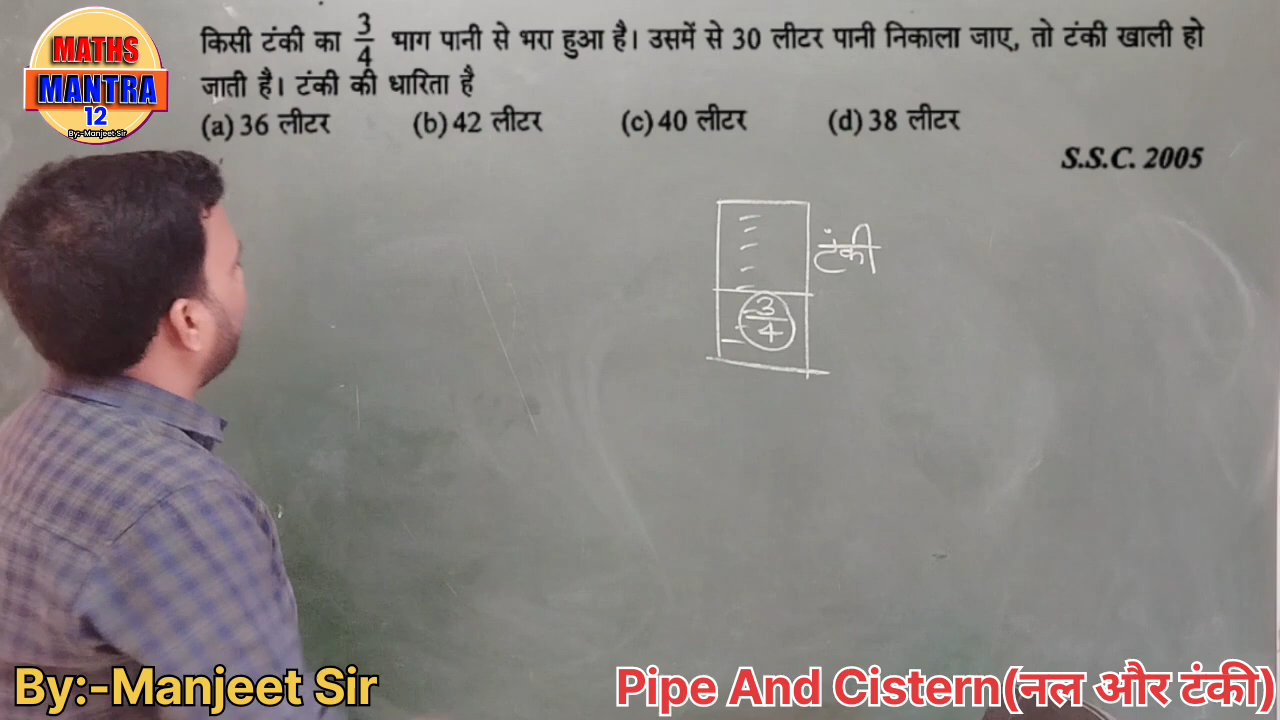 MATHS
MANTRA
12
By:-Manjeet Sir
किसी टंकी का 3/4 भाग पानी से भरा हुआ है। उसमें से 30 लीटर पानी निकाला जाए, तो टंकी खाली हो
जाती है। टंकी की धारिता है
(a) 36 लीटर (b) 42 लीटर (c) 40 लीटर (d) 38 लीटर
S.S.C. 2005
टंकी
3/4
By:-Manjeet Sir
Pipe And Cistern(नल और टंकी)